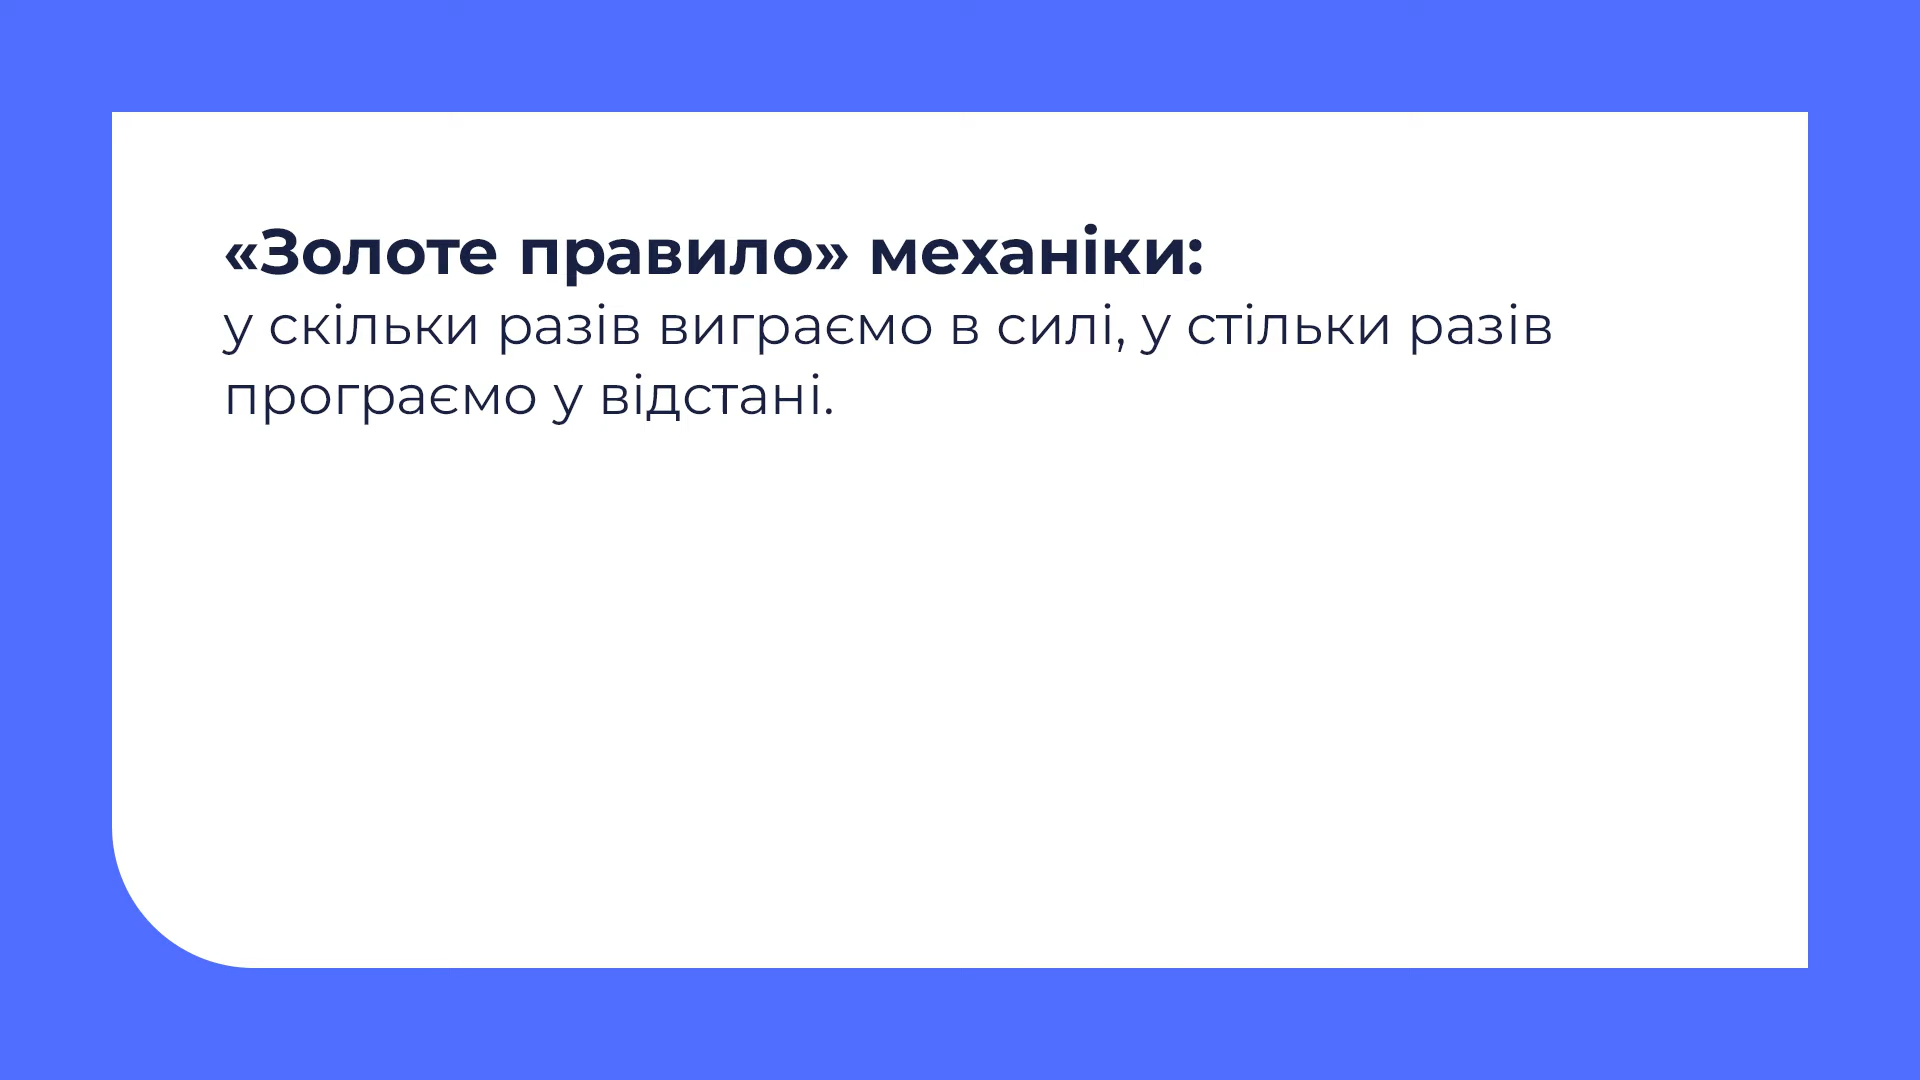 «Золоте правило» механіки:
у скільки разів виграємо в силі, у стільки разів
програємо у відстані.